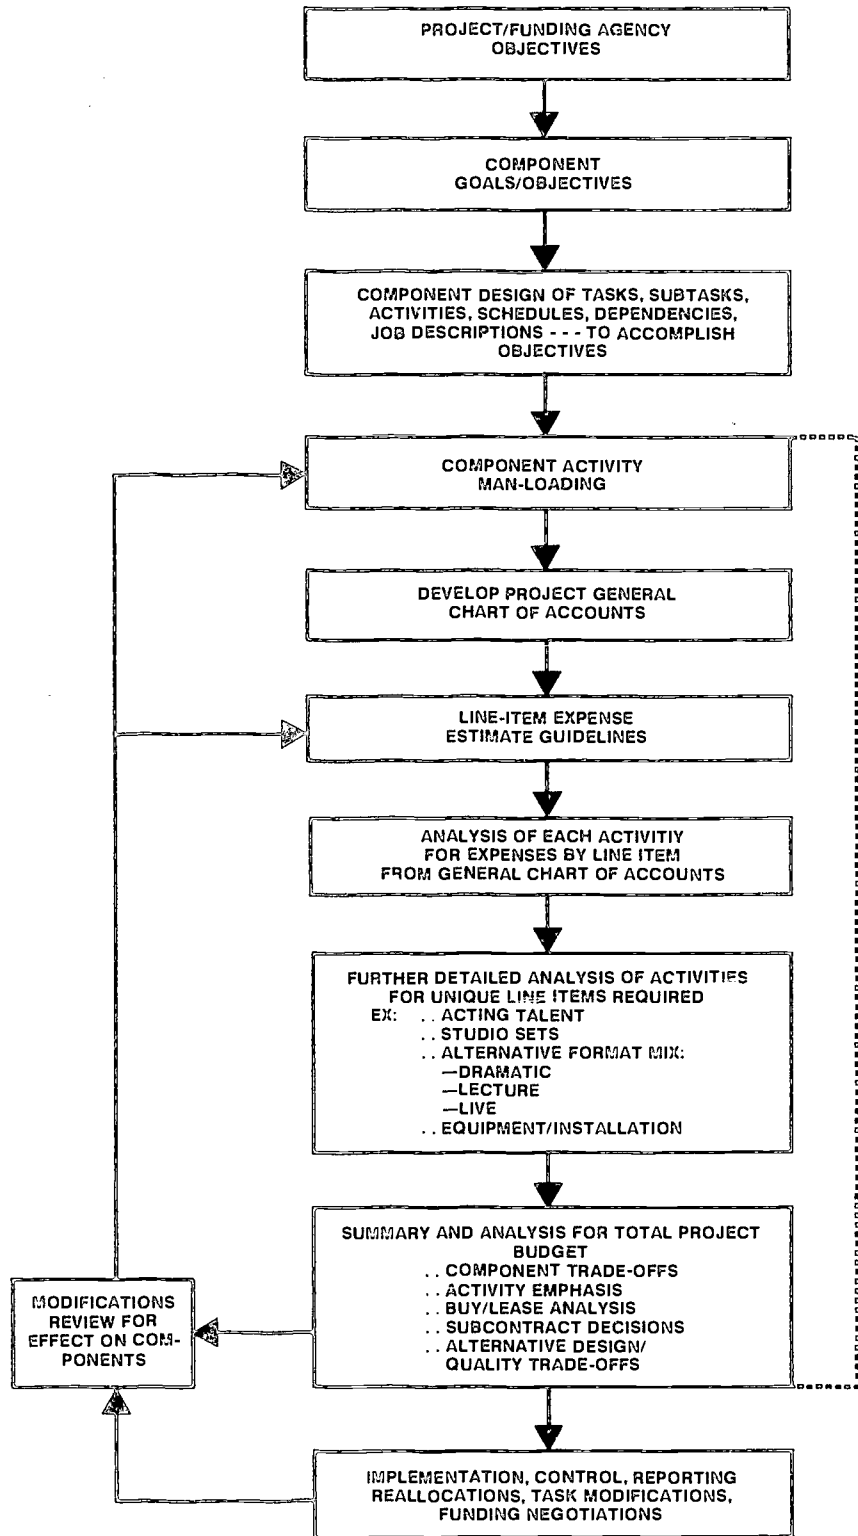 PROJECT/FUNDING AGENCY
OBJECTIVES
COMPONENT
GOALS/OBJECTIVES
COMPONENT DESIGN OF TASKS, SUBTASKS,
ACTIVITIES, SCHEDULES, DEPENDENCIES,
JOB DESCRIPTIONS - - - TO ACCOMPLISH
OBJECTIVES
COMPONENT ACTIVITY
MAN-LOADING
DEVELOP PROJECT GENERAL
CHART OF ACCOUNTS
LINE-ITEM EXPENSE
ESTIMATE GUIDELINES
ANALYSIS OF EACH ACTIVITIY
FOR EXPENSES BY LINE ITEM
FROM GENERAL CHART OF ACCOUNTS
FURTHER DETAILED ANALYSIS OF ACTIVITIES
FOR UNIQUE LINE ITEMS REQUIRED
EX: . . ACTING TALENT
. . STUDIO SETS
. . ALTERNATIVE FORMAT MIX:
—DRAMATIC
—LECTURE
—LIVE
. . EQUIPMENT/INSTALLATION
SUMMARY AND ANALYSIS FOR TOTAL PROJECT
BUDGET
. . COMPONENT TRADE-OFFS
. . ACTIVITY EMPHASIS
. . BUY/LEASE ANALYSIS
. . SUBCONTRACT DECISIONS
. . ALTERNATIVE DESIGN/
QUALITY TRADE-OFFS
MODIFICATIONS
REVIEW FOR
EFFECT ON COM-
PONENTS
IMPLEMENTATION, CONTROL, REPORTING
REALLOCATIONS, TASK MODIFICATIONS,
FUNDING NEGOTIATIONS